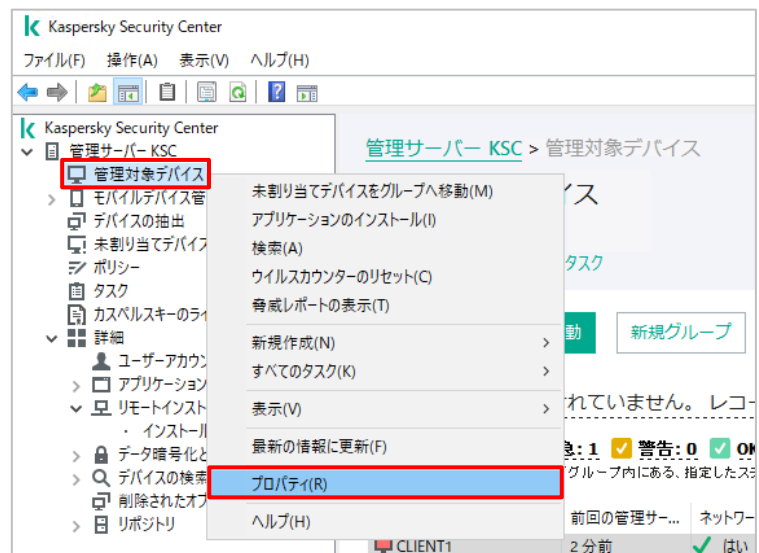 Kaspersky Security Center
ファイル(F) 操作(A) 表示(V) ヘルプ(H)
Kaspersky Security Center
管理サーバー KSC
管理対象デバイス
モバイルデバイス管
デバイスの抽出
未割り当てデバイス
ポリシー
タスク
カスペルスキーのライ
詳細
ユーザーアカウン
アプリケーション
リモートインスト
・ インストール
データ暗号化と
デバイスの検索
削除されたオブ
リポジトリ
未割り当てデバイスをグループへ移動(M)
アプリケーションのインストール(I)
検索(A)
ウイルスカウンターのリセット(C)
脅威レポートの表示(T)
新規作成(N)
すべてのタスク(K)
表示(V)
最新の情報に更新(F)
プロパティ(R)
ヘルプ(H)
管理サーバー KSC > 管理対象デバイス
イス
タスク
動 新規グループ
れていません。 レコー
急: 1 警告: 0 OK
グループ内にある、指定したステ
前回の管理サー... ネットワー
CLIENT1 2 分前 はい